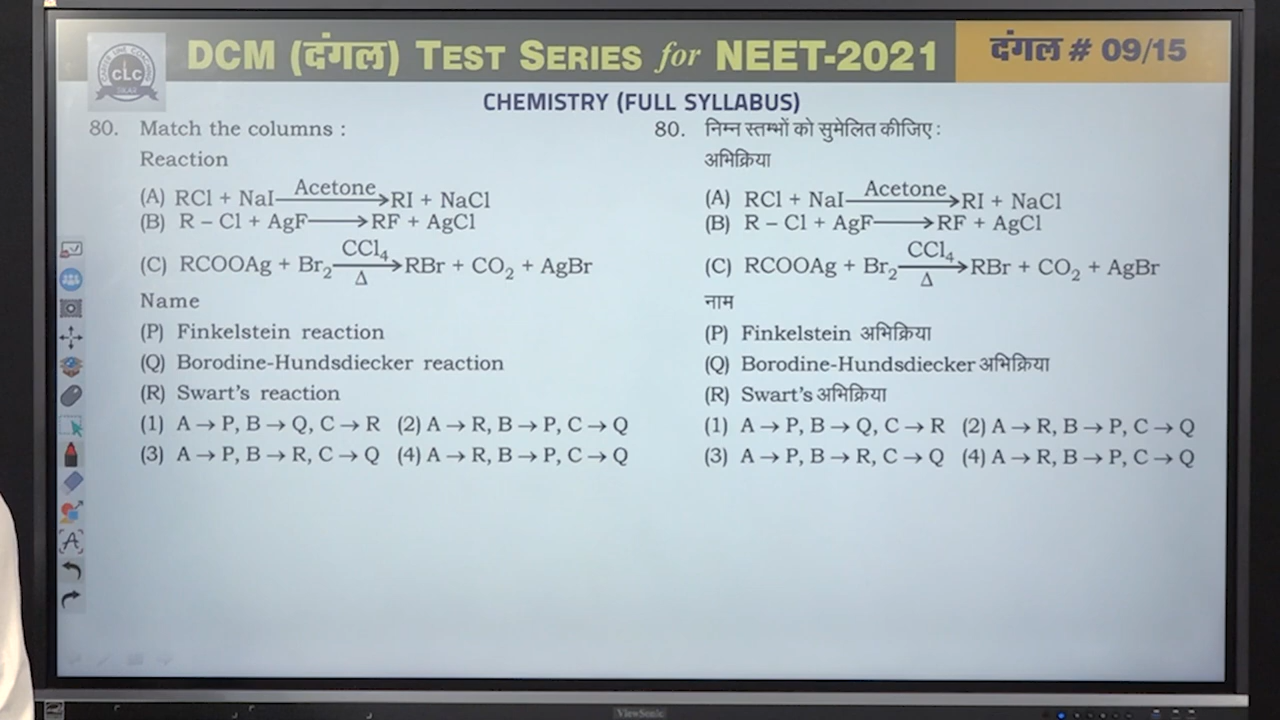 DCM (दंगल) TEST SERIES for NEET-2021
दंगल # 09/15
CLC
CHEMISTRY (FULL SYLLABUS)
80. Match the columns :
Reaction
(A) RCl + NaI —Acetone→ RI + NaCl
(B) R – Cl + AgF ⟶ RF + AgCl
(C) RCOOAg + Br₂ —CCl₄/Δ→ RBr + CO₂ + AgBr
Name
(P) Finkelstein reaction
(Q) Borodine-Hundsdiecker reaction
(R) Swart's reaction
(1) A → P, B → Q, C → R (2) A → R, B → P, C → Q
(3) A → P, B → R, C → Q (4) A → R, B → P, C → Q
80. निम्न स्तम्भों को सुमेलित कीजिए :
अभिक्रिया
(A) RCl + NaI —Acetone→ RI + NaCl
(B) R – Cl + AgF ⟶ RF + AgCl
(C) RCOOAg + Br₂ —CCl₄/Δ→ RBr + CO₂ + AgBr
नाम
(P) Finkelstein अभिक्रिया
(Q) Borodine-Hundsdiecker अभिक्रिया
(R) Swart's अभिक्रिया
(1) A → P, B → Q, C → R (2) A → R, B → P, C → Q
(3) A → P, B → R, C → Q (4) A → R, B → P, C → Q
ViewSonic